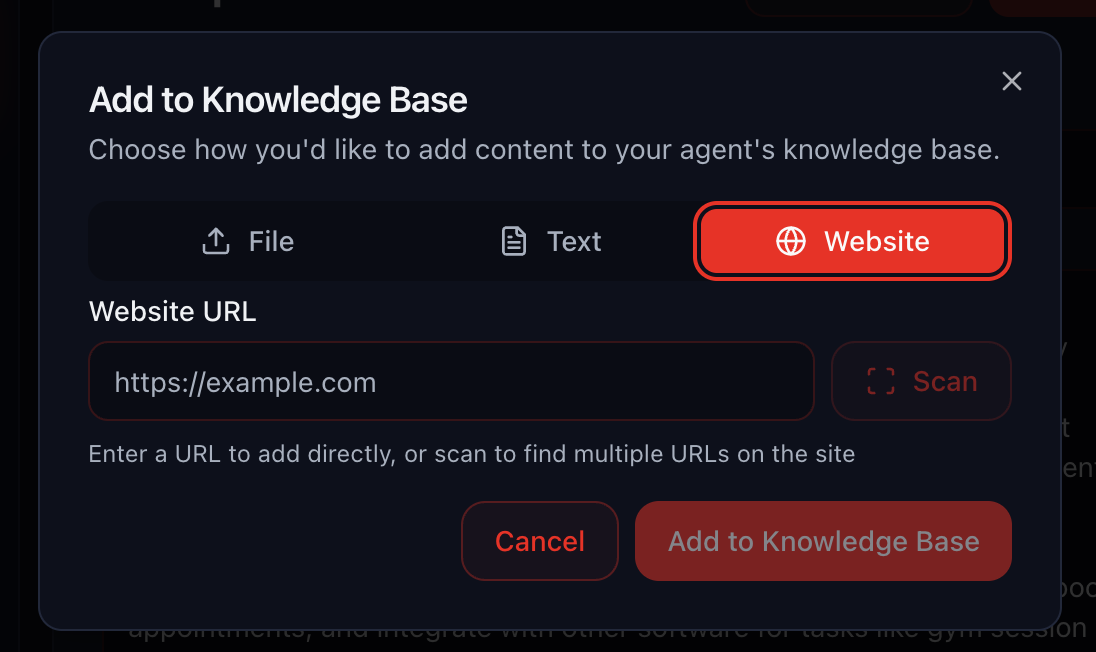 Add to Knowledge Base
Choose how you'd like to add content to your agent's knowledge base.
File
Text
Website
Website URL
https://example.com
Scan
Enter a URL to add directly, or scan to find multiple URLs on the site
Cancel
Add to Knowledge Base
appointments, and integrate with other software for tasks like gym session